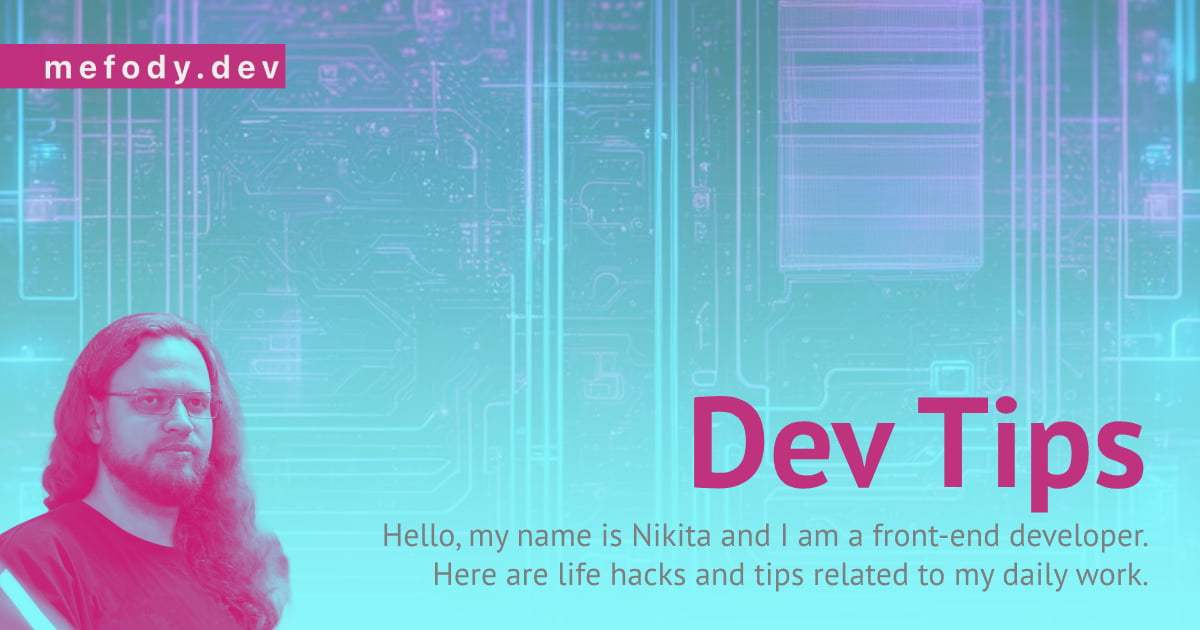 mefody.dev
Dev Tips
Hello, my name is Nikita and I am a front-end developer.
Here are life hacks and tips related to my daily work.